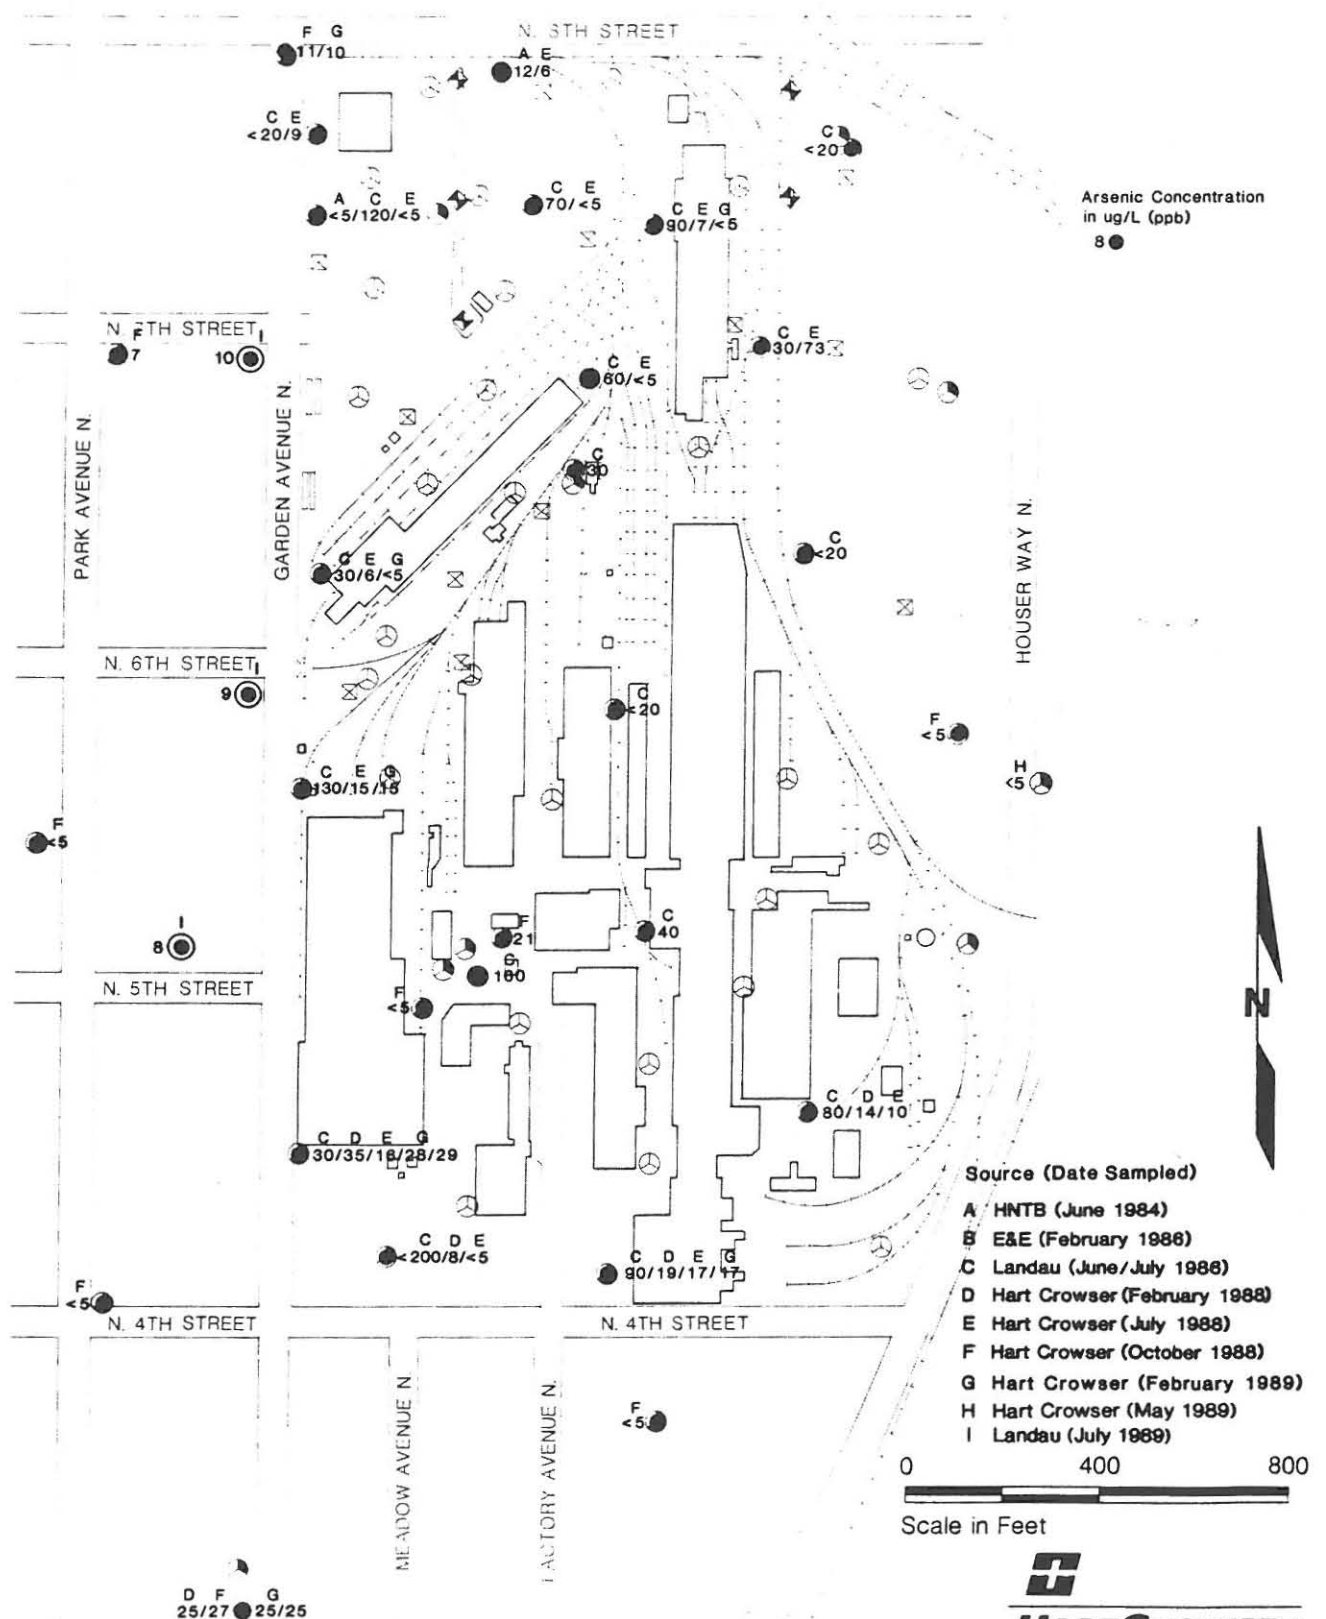 N. 8TH STREET
F G
11/10
A E
12/6
C E
<20/9
C
<20
A C E
<5/120/<5
C E
70/<5
C E G
90/7/<5
Arsenic Concentration
in ug/L (ppb)
8
N. 7TH STREET
F
7
I
10
C E
30/73
C E
60/<5
PARK AVENUE N.
GARDEN AVENUE N.
C
30
C
<20
HOUSER WAY N.
C E G
30/6/<5
N. 6TH STREET
I
9
C
<20
F
<5
H
<5
C E G
130/15/15
F
<5
I
8
F
21
C
40
G
N. 5TH STREET
F
<5
N
C D E
80/14/10
C D E G
30/35/16/28/29
Source (Date Sampled)
A HNTB (June 1984)
B E&E (February 1986)
C Landau (June/July 1986)
D Hart Crowser (February 1988)
E Hart Crowser (July 1988)
F Hart Crowser (October 1988)
G Hart Crowser (February 1989)
H Hart Crowser (May 1989)
I Landau (July 1989)
C D E
<200/8/<5
C D E G
90/19/17/17
F
<5
N. 4TH STREET
N. 4TH STREET
F
<5
MEADOW AVENUE N.
FACTORY AVENUE N.
0 400 800
Scale in Feet
D F G
25/27 25/25